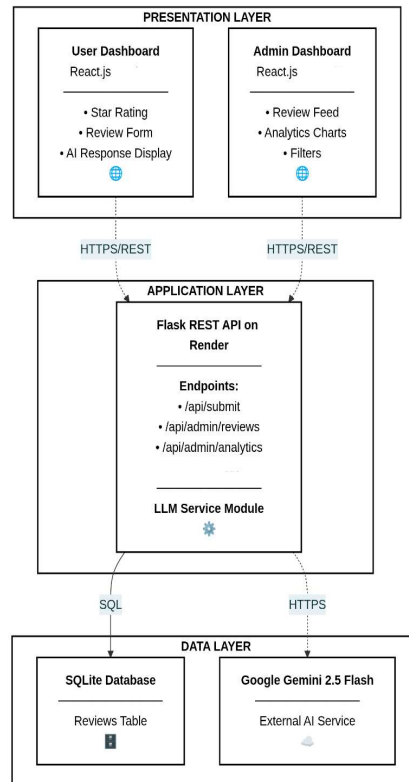 PRESENTATION LAYER
User Dashboard
React.js
• Star Rating
• Review Form
• AI Response Display
Admin Dashboard
React.js
• Review Feed
• Analytics Charts
• Filters
HTTPS/REST
HTTPS/REST
APPLICATION LAYER
Flask REST API on
Render
Endpoints:
• /api/submit
• /api/admin/reviews
• /api/admin/analytics
LLM Service Module
SQL
HTTPS
DATA LAYER
SQLite Database
Reviews Table
Google Gemini 2.5 Flash
External AI Service